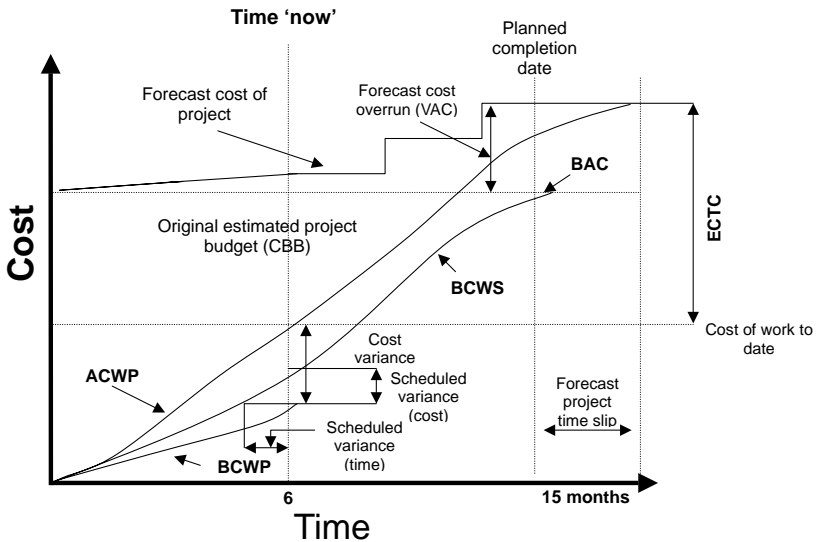 Time ‘now’
Planned
completion
date
Forecast cost of
project
Forecast cost
overrun (VAC)
BAC
Original estimated project
budget (CBB)
BCWS
ECTC
Cost
Cost of work to
date
Cost
variance
ACWP
Scheduled
variance
(cost)
Forecast
project
time slip
Scheduled
variance
(time)
BCWP
6
15 months
Time